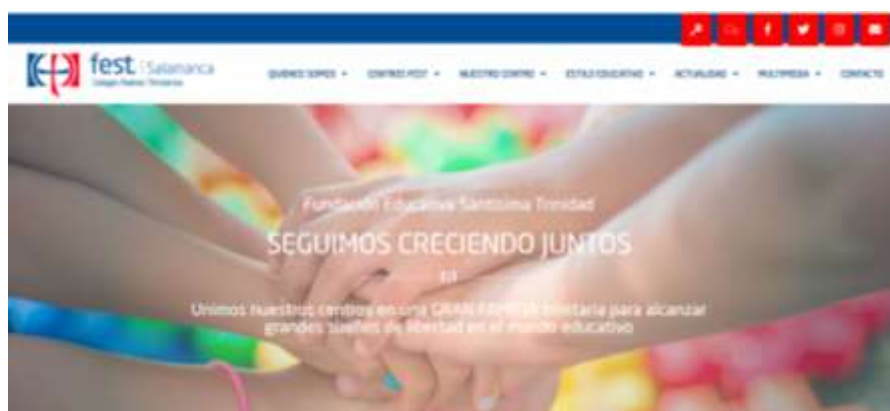 fest Salamanca
Colegio Padres Trinitarios
QUIENES SOMOS
CENTROS FEST
NUESTRO CENTRO
ESTILO EDUCATIVO
ACTUALIDAD
MULTIMEDIA
CONTACTO
Fundación Educativa Santísima Trinidad
SEGUIMOS CRECIENDO JUNTOS
Unimos nuestros centros en una GRAN FAMILIA trinitaria para alcanzar
grandes sueños de libertad en el mundo educativo